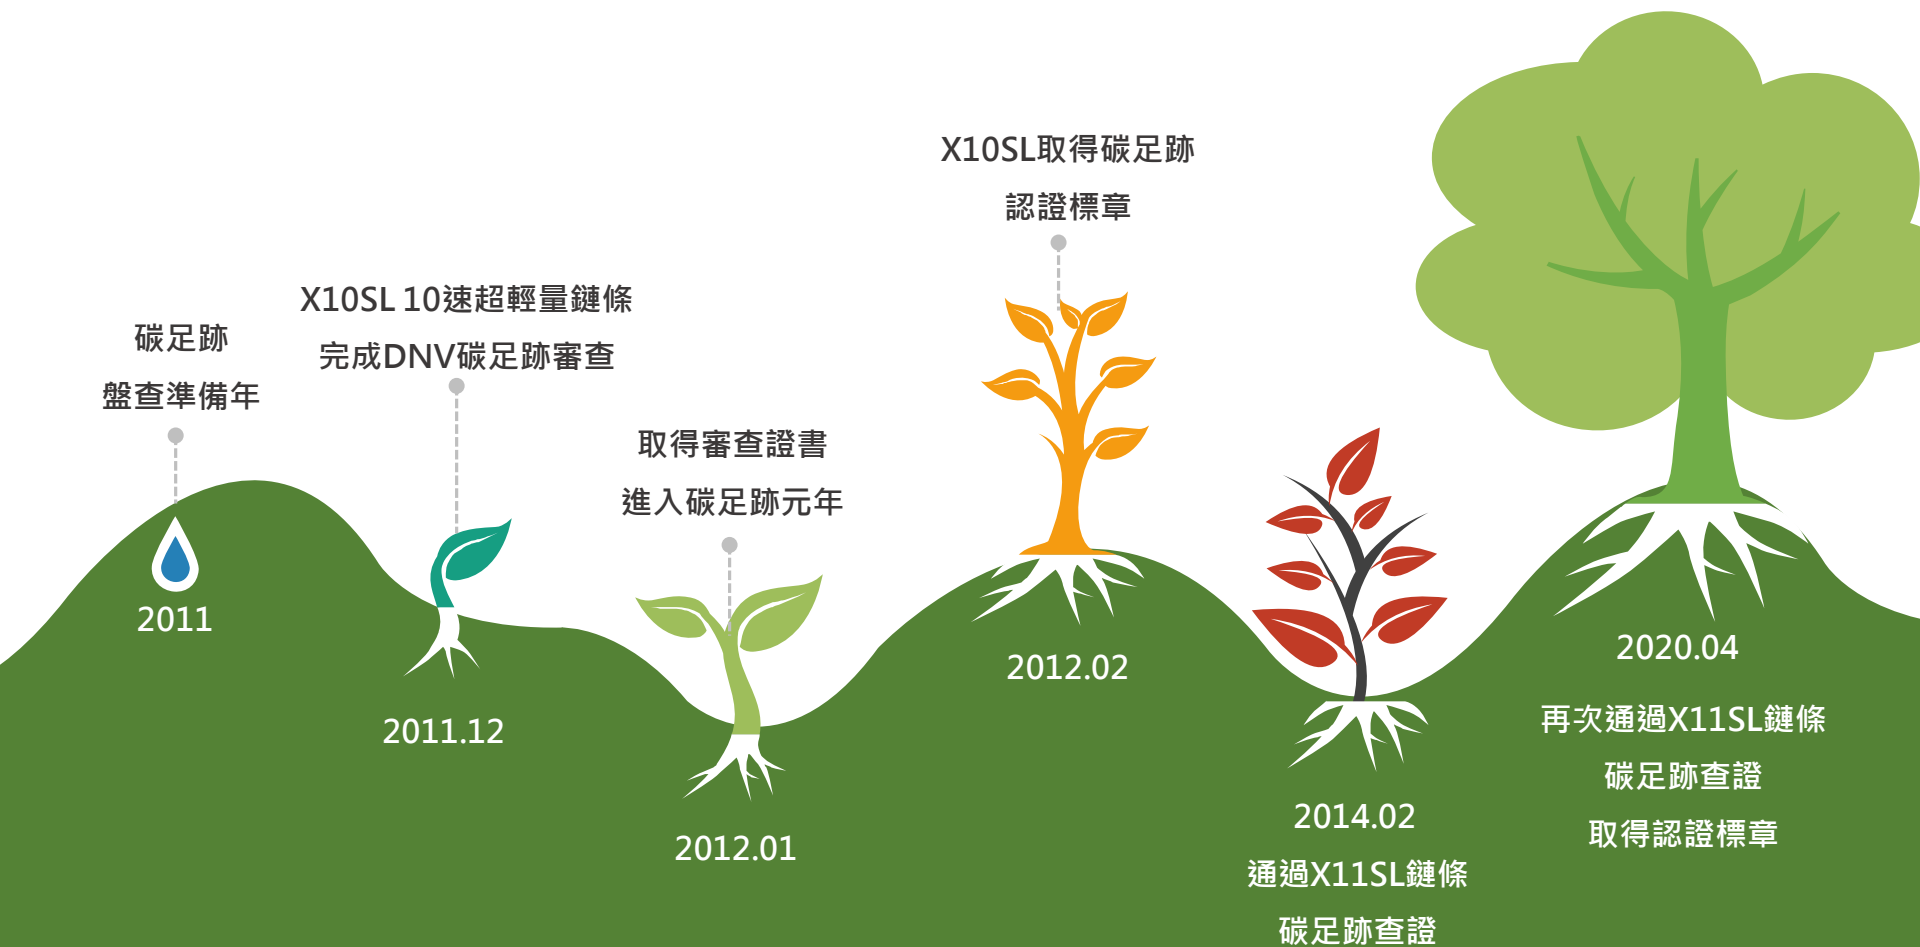 碳足跡
盤查準備年
2011
X10SL 10速超輕量鏈條
完成DNV碳足跡審查
2011.12
取得審查證書
進入碳足跡元年
2012.01
X10SL取得碳足跡
認證標章
2012.02
2014.02
通過X11SL鏈條
碳足跡查證
2020.04
再次通過X11SL鏈條
碳足跡查證
取得認證標章